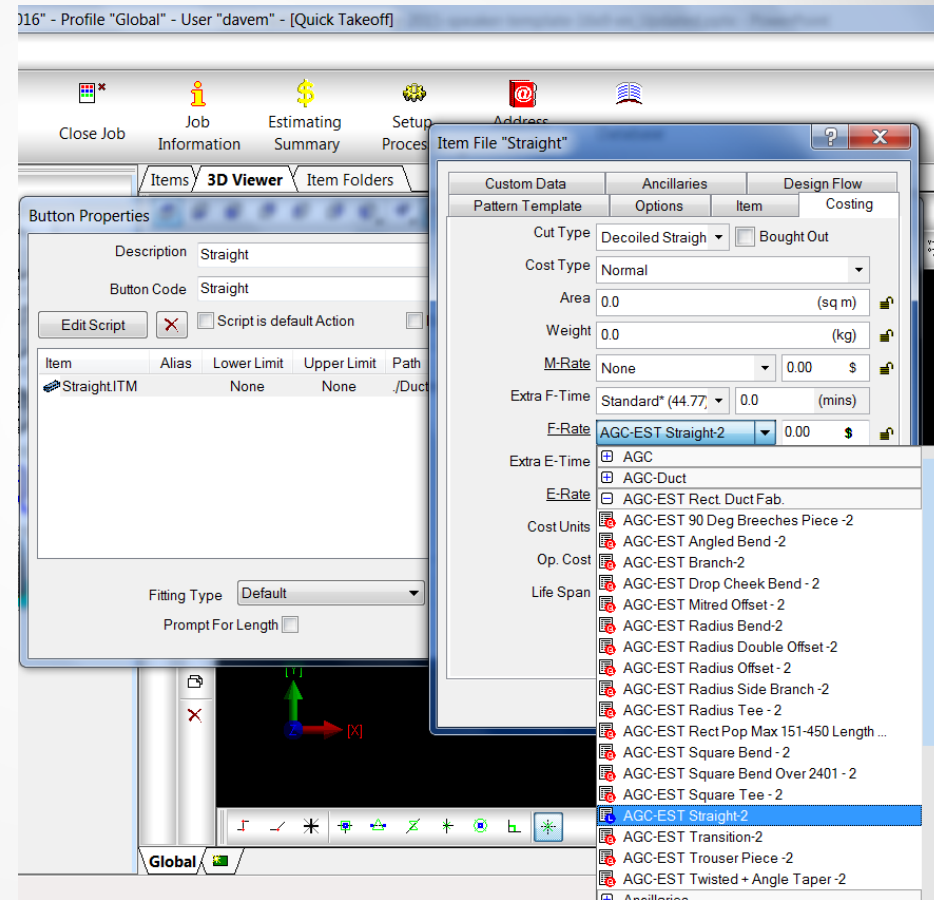 016" - Profile "Global" - User "davem" - [Quick Takeoff]
Close Job
Job Information
Estimating Summary
Setup
Proces
Address
Items
3D Viewer
Item Folders
Button Properties
Description Straight
Button Code Straight
Edit Script
Script is default Action
Item Alias Lower Limit Upper Limit Path
Straight.ITM None None ./Duct
Fitting Type Default
Prompt For Length
[Y]
[X]
Z
Global
Item File "Straight"
Custom Data Ancillaries Design Flow
Pattern Template Options Item Costing
Cut Type Decoiled Straigh Bought Out
Cost Type Normal
Area 0.0 (sq m)
Weight 0.0 (kg)
M-Rate None 0.00 $
Extra F-Time Standard* (44.77) 0.0 (mins)
F-Rate AGC-EST Straight-2 0.00 $
Extra E-Time
E-Rate
Cost Units
Op. Cost
Life Span
AGC
AGC-Duct
AGC-EST Rect. Duct Fab.
AGC-EST 90 Deg Breeches Piece -2
AGC-EST Angled Bend -2
AGC-EST Branch-2
AGC-EST Drop Cheek Bend - 2
AGC-EST Mitred Offset - 2
AGC-EST Radius Bend-2
AGC-EST Radius Double Offset -2
AGC-EST Radius Offset - 2
AGC-EST Radius Side Branch -2
AGC-EST Radius Tee - 2
AGC-EST Rect Pop Max 151-450 Length ...
AGC-EST Square Bend - 2
AGC-EST Square Bend Over 2401 - 2
AGC-EST Square Tee - 2
AGC-EST Straight-2
AGC-EST Transition-2
AGC-EST Trouser Piece -2
AGC-EST Twisted + Angle Taper -2
Ancillaries